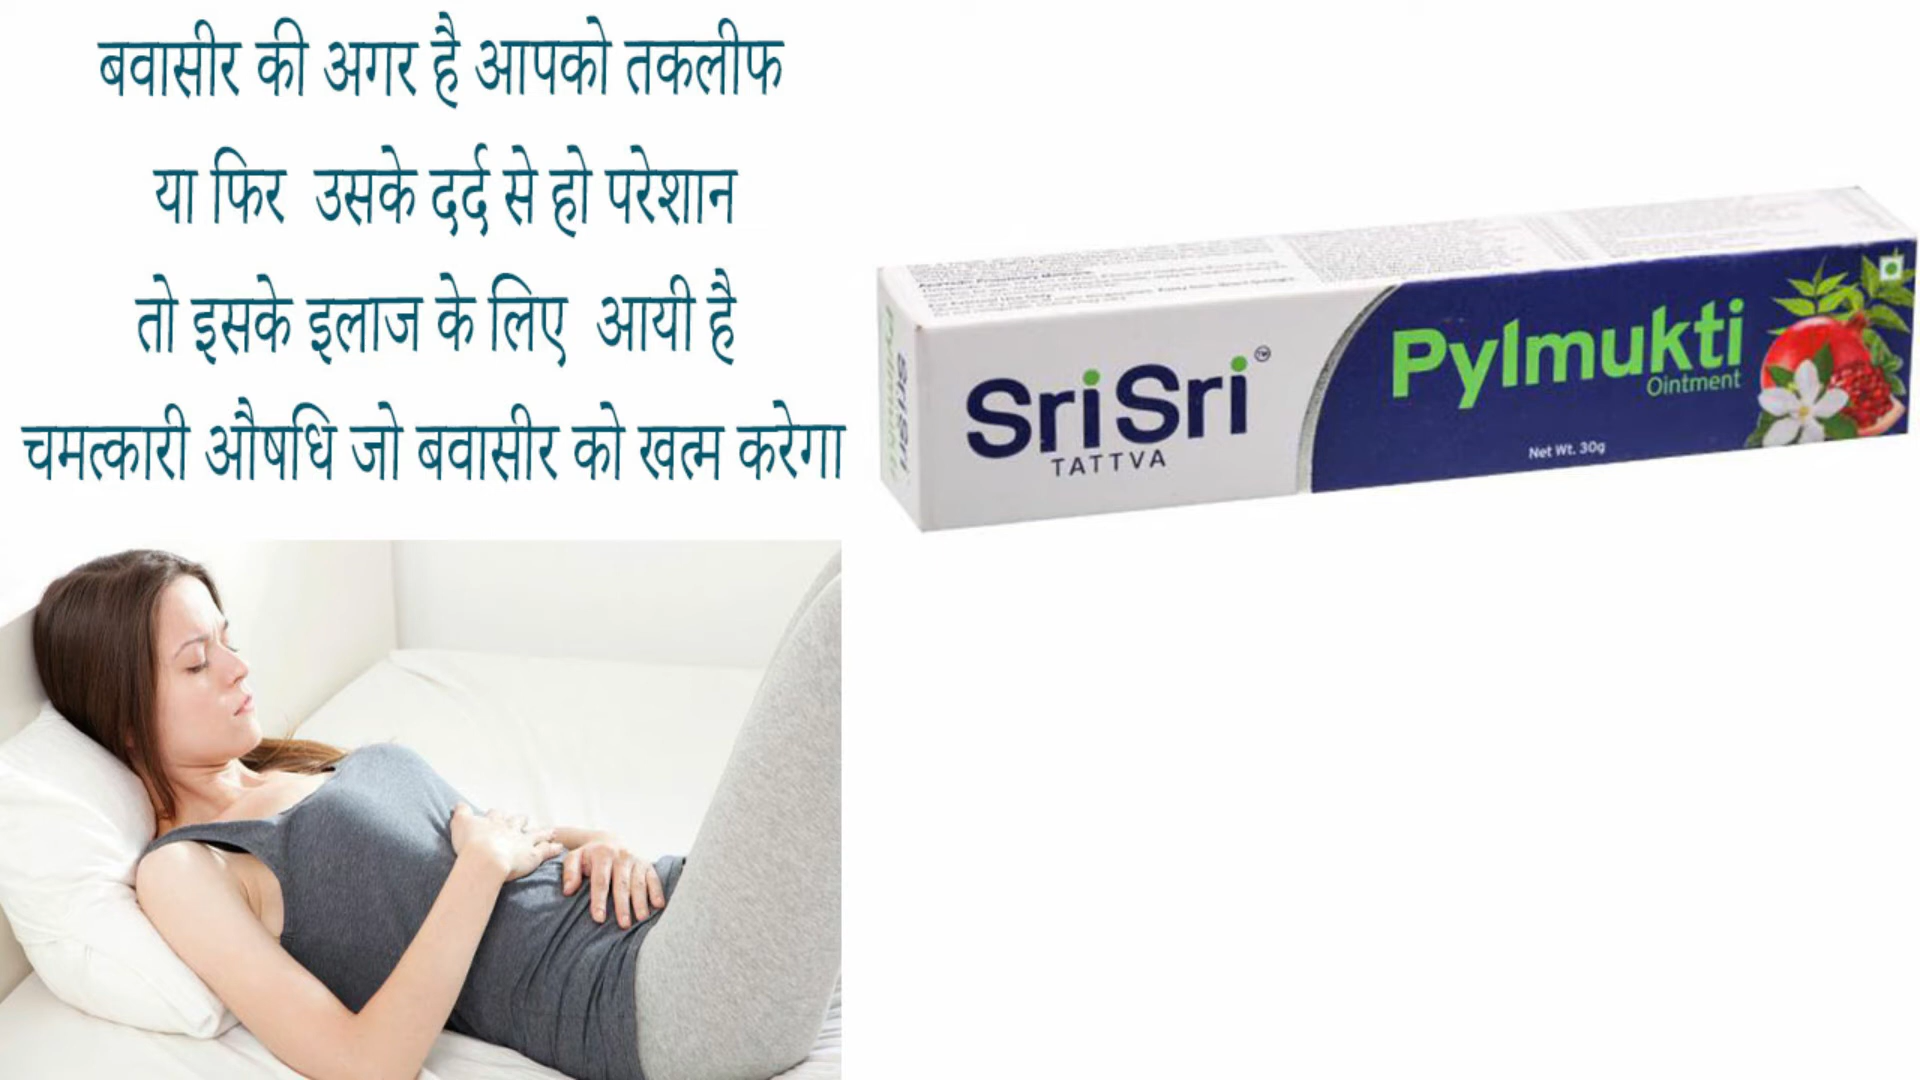 बवासीर की अगर है आपको तकलीफ
या फिर उसके दर्द से हो परेशान
तो इसके इलाज के लिए आयी है
चमत्कारी औषधि जो बवासीर को खत्म करेगा
Sri Sri™
TATTVA
Pylmukti
Ointment
Net Wt. 30g